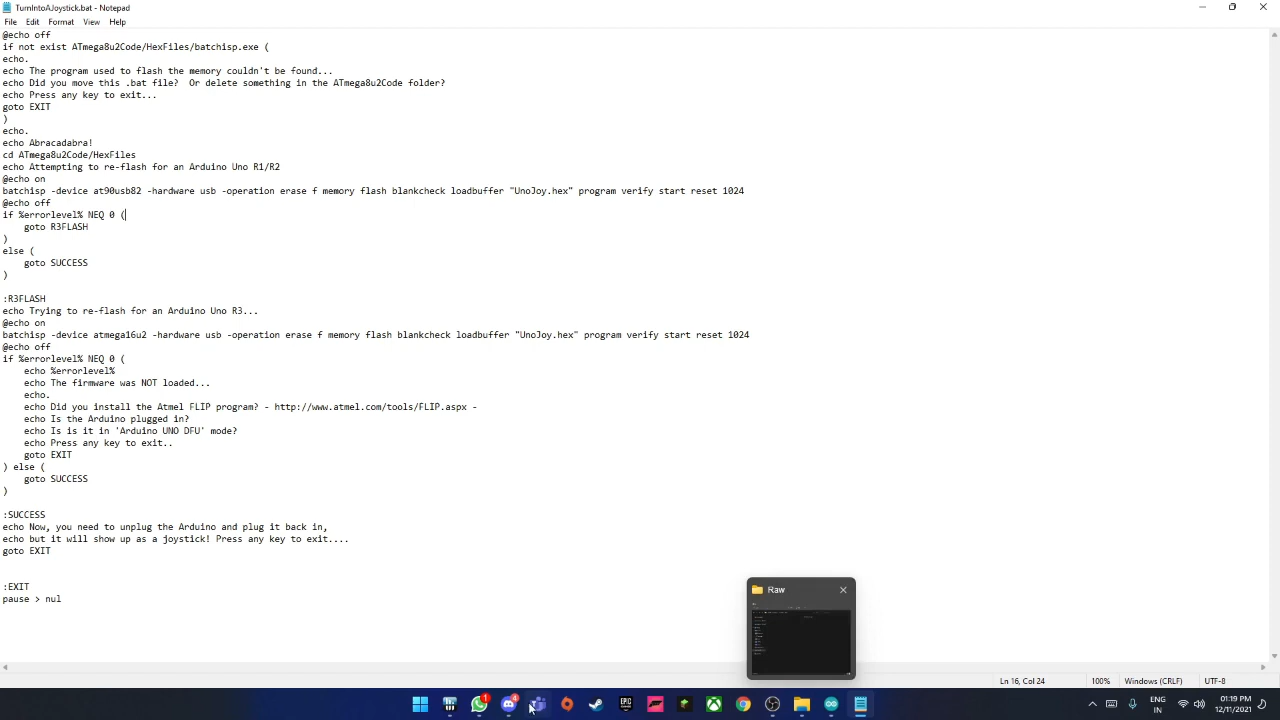 TurnIntoAJoystick.bat - Notepad
File Edit Format View Help
@echo off
if not exist ATmega8u2Code/HexFiles/batchisp.exe (
echo.
echo The program used to flash the memory couldn't be found...
echo Did you move this .bat file?  Or delete something in the ATmega8u2Code folder?
echo Press any key to exit...
goto EXIT
)
echo.
echo Abracadabra!
cd ATmega8u2Code/HexFiles
echo Attempting to re-flash for an Arduino Uno R1/R2
@echo on
batchisp -device at90usb82 -hardware usb -operation erase f memory flash blankcheck loadbuffer "UnoJoy.hex" program verify start reset 1024
@echo off
if %errorlevel% NEQ 0 (
    goto R3FLASH
)
else (
    goto SUCCESS
)
:R3FLASH
echo Trying to re-flash for an Arduino Uno R3...
@echo on
batchisp -device atmega16u2 -hardware usb -operation erase f memory flash blankcheck loadbuffer "UnoJoy.hex" program verify start reset 1024
@echo off
if %errorlevel% NEQ 0 (
    echo %errorlevel%
    echo The firmware was NOT loaded...
    echo.
    echo Did you install the Atmel FLIP program? - http://www.atmel.com/tools/FLIP.aspx -
    echo Is the Arduino plugged in?
    echo Is is it in 'Arduino UNO DFU' mode?
    echo Press any key to exit..
    goto EXIT
) else (
    goto SUCCESS
)
:SUCCESS
echo Now, you need to unplug the Arduino and plug it back in,
echo but it will show up as a joystick! Press any key to exit....
goto EXIT
:EXIT
pause > nul
Raw
Ln 16, Col 24 100% Windows (CRLF) UTF-8
1 4 EPIC GAMES ENG IN 01:19 PM 12/11/2021